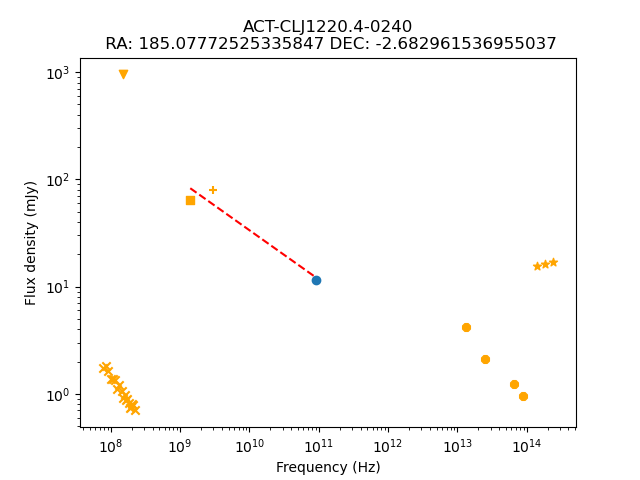 ACT-CLJ1220.4-0240
RA: 185.07772525335847 DEC: -2.682961536955037
Flux density (mJy)
10³
10²
10¹
10⁰
10⁸ 10⁹ 10¹⁰ 10¹¹ 10¹² 10¹³ 10¹⁴
Frequency (Hz)